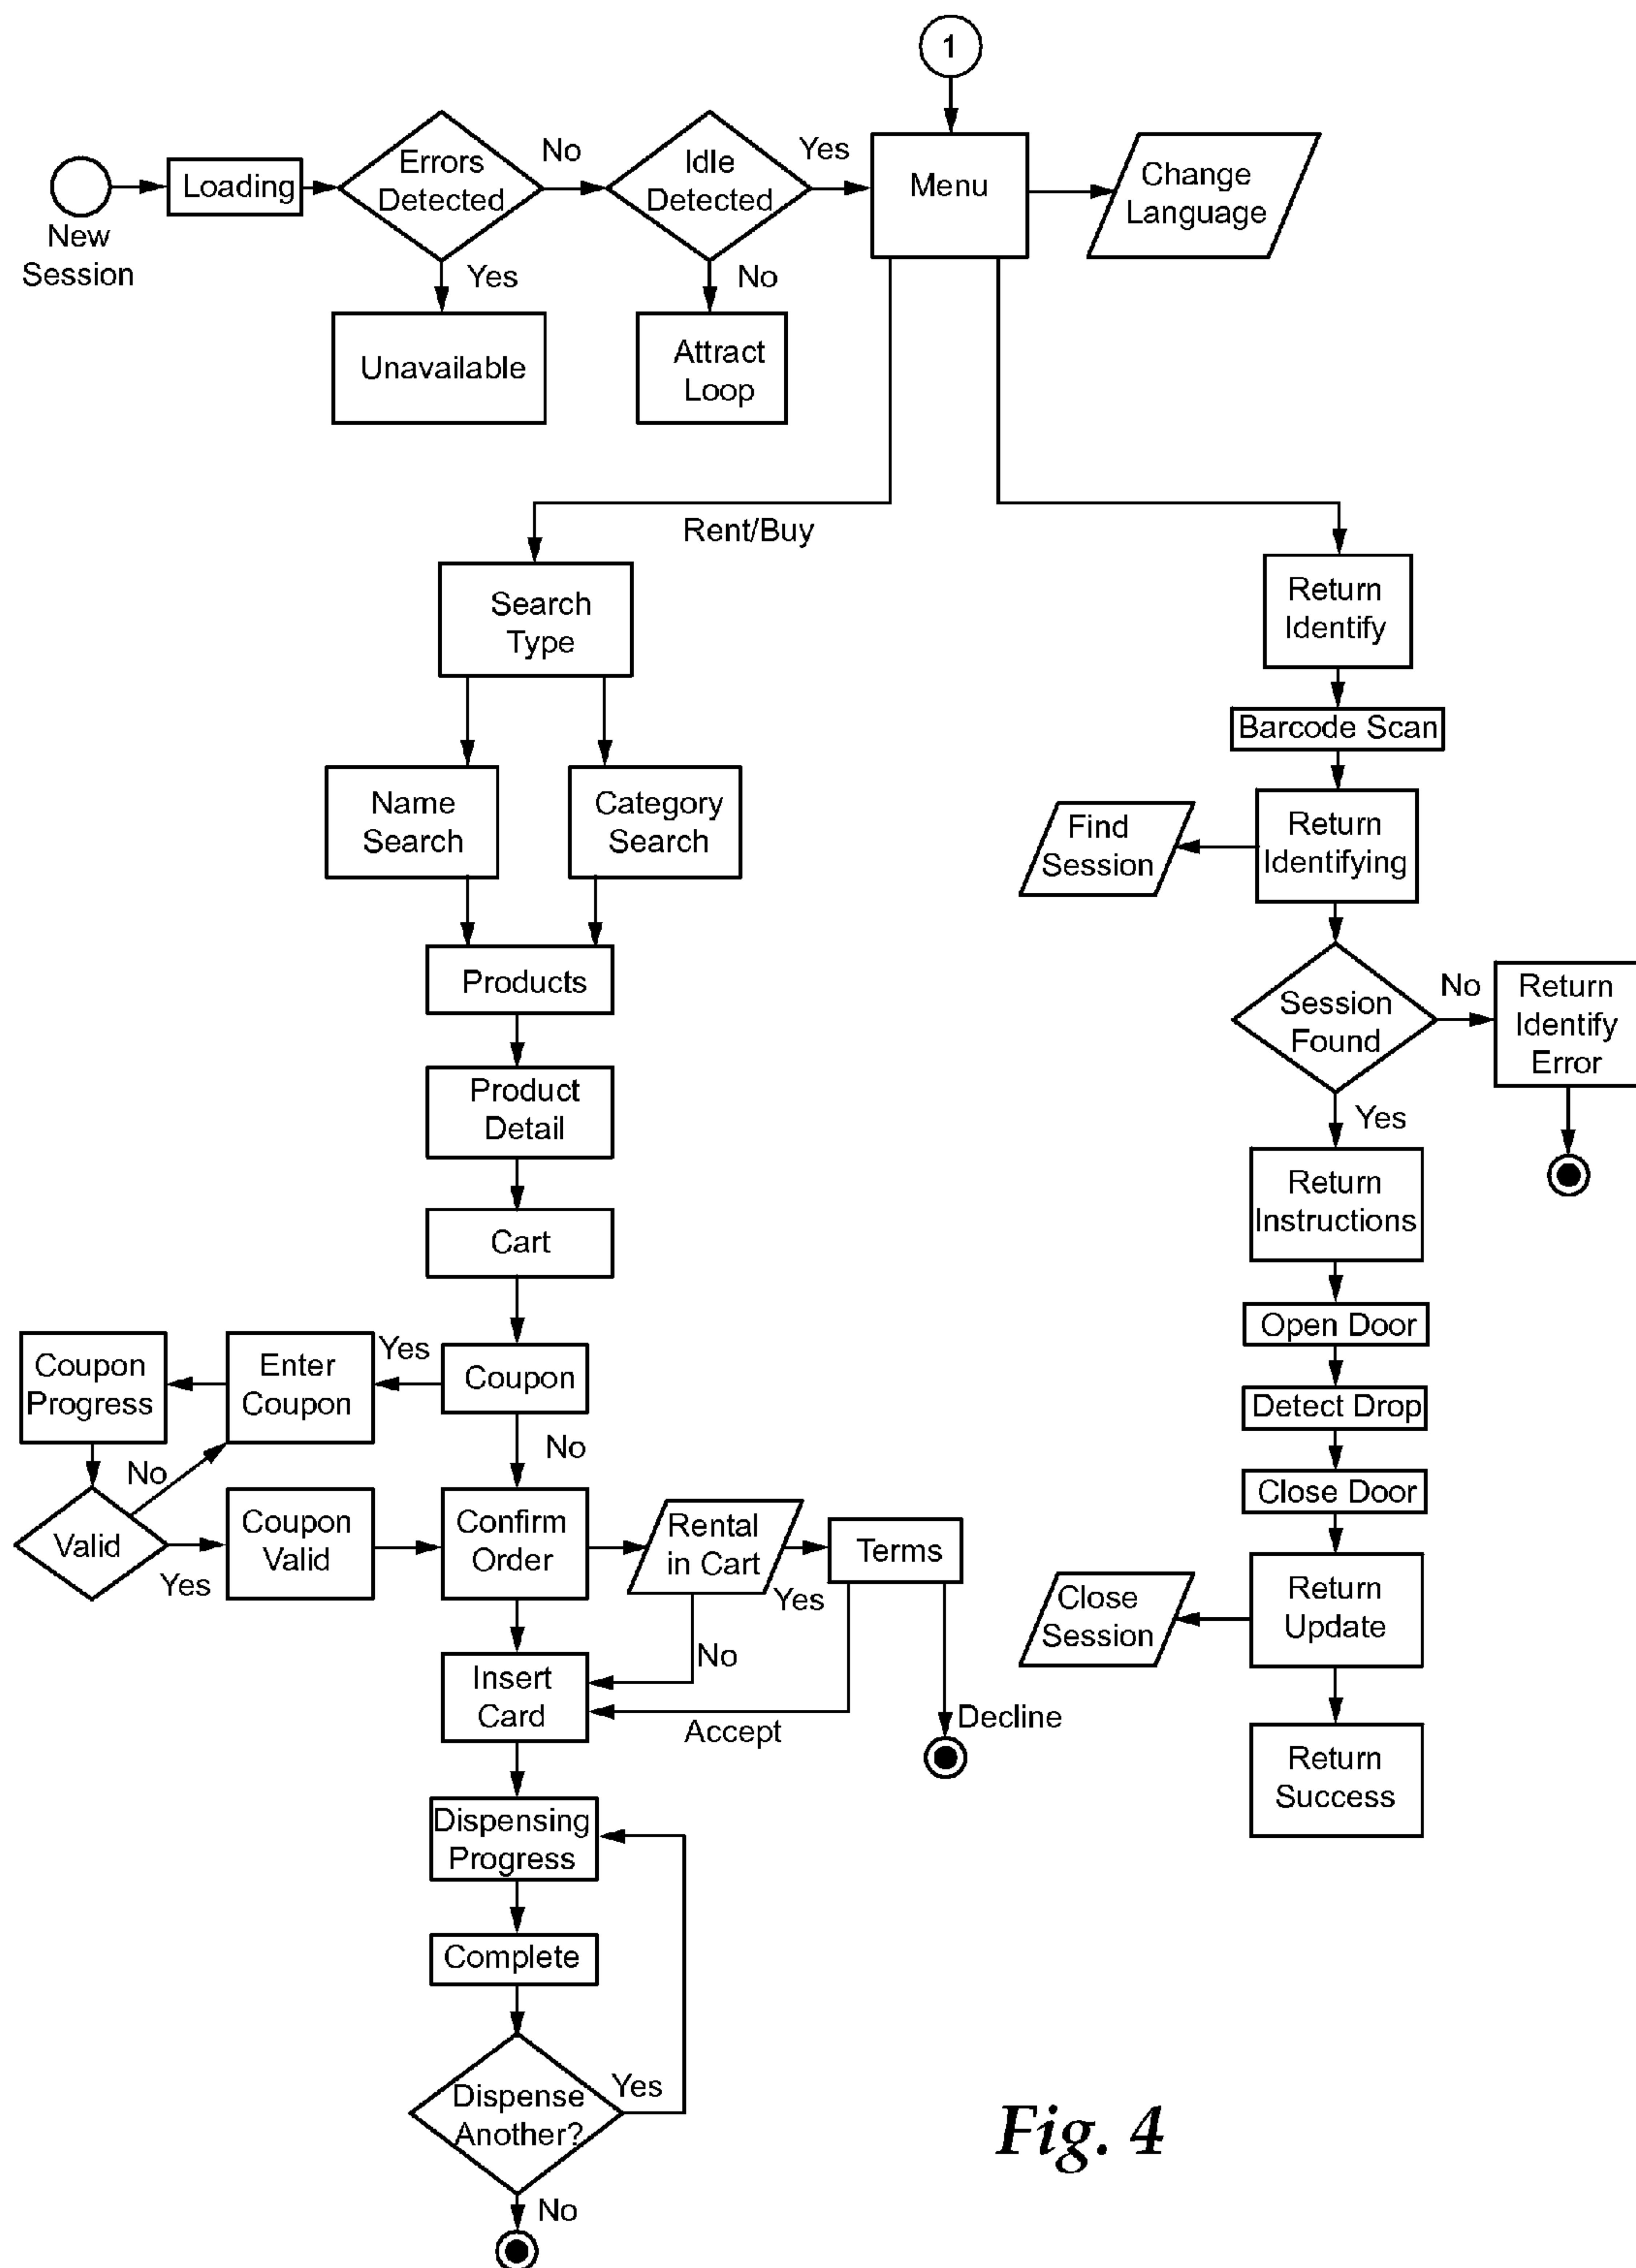 1
New
Session
Loading
Errors
Detected
No
Yes
Unavailable
Idle
Detected
Yes
No
Attract
Loop
Menu
Change
Language
Rent/Buy
Search
Type
Name
Search
Category
Search
Products
Product
Detail
Cart
Coupon
Yes
Enter
Coupon
Coupon
Progress
No
Valid
No
Yes
Coupon
Valid
Confirm
Order
Rental
in Cart
Yes
Terms
No
Insert
Card
Accept
Decline
Dispensing
Progress
Complete
Dispense
Another?
Yes
No
Return
Identify
Barcode Scan
Return
Identifying
Find
Session
Session
Found
No
Return
Identify
Error
Yes
Return
Instructions
Open Door
Detect Drop
Close Door
Return
Update
Close
Session
Return
Success
Fig. 4